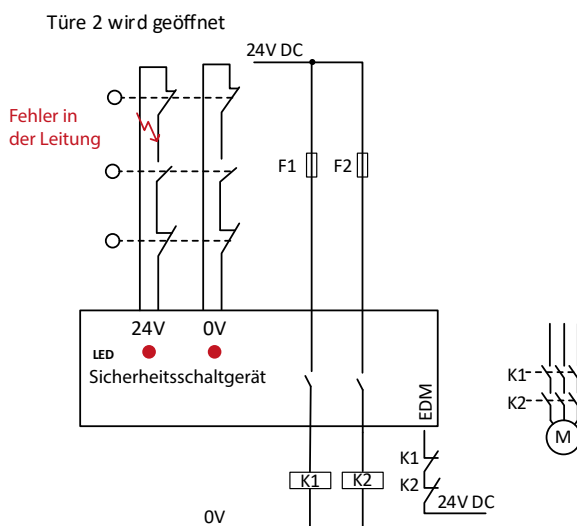 Türe 2 wird geöffnet
24V DC
Fehler in
der Leitung
F1
F2
24V
0V
LED
Sicherheitsschaltgerät
EDM
K1
K2
M
K1
K2
K1
K2
24V DC
0V